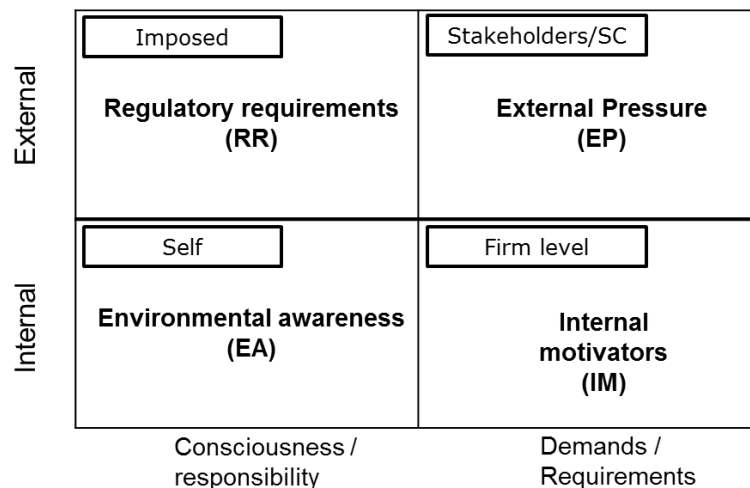 Imposed
Stakeholders/SC
External
Regulatory requirements
(RR)
External Pressure
(EP)
Self
Firm level
Internal
Environmental awareness
(EA)
Internal
motivators
(IM)
Consciousness /
responsibility
Demands /
Requirements